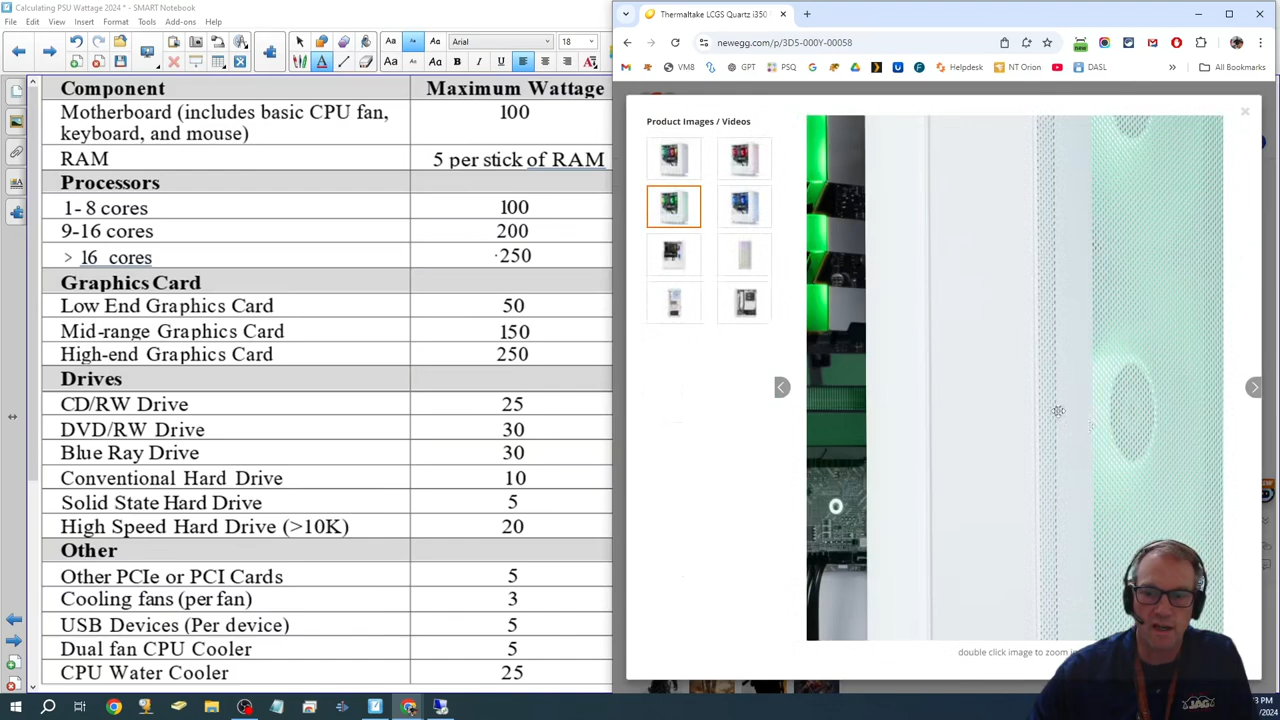 Calculating PSU Wattage 2024 * - SMART Notebook
File Edit View Insert Format Tools Add-ons Help
Arial 18
Component Maximum Wattage
Motherboard (includes basic CPU fan, keyboard, and mouse) 100
RAM 5 per stick of RAM
Processors
1- 8 cores 100
9-16 cores 200
> 16 cores ·250
Graphics Card
Low End Graphics Card 50
Mid-range Graphics Card 150
High-end Graphics Card 250
Drives
CD/RW Drive 25
DVD/RW Drive 30
Blue Ray Drive 30
Conventional Hard Drive 10
Solid State Hard Drive 5
High Speed Hard Drive (>10K) 20
Other
Other PCIe or PCI Cards 5
Cooling fans (per fan) 3
USB Devices (Per device) 5
Dual fan CPU Cooler 5
CPU Water Cooler 25
Thermaltake LCGS Quartz i350
newegg.com/p/3D5-000Y-00058
VM8 GPT PSQ Helpdesk NT Orion DASL All Bookmarks
Product Images / Videos
double click image to zoom in
JAG